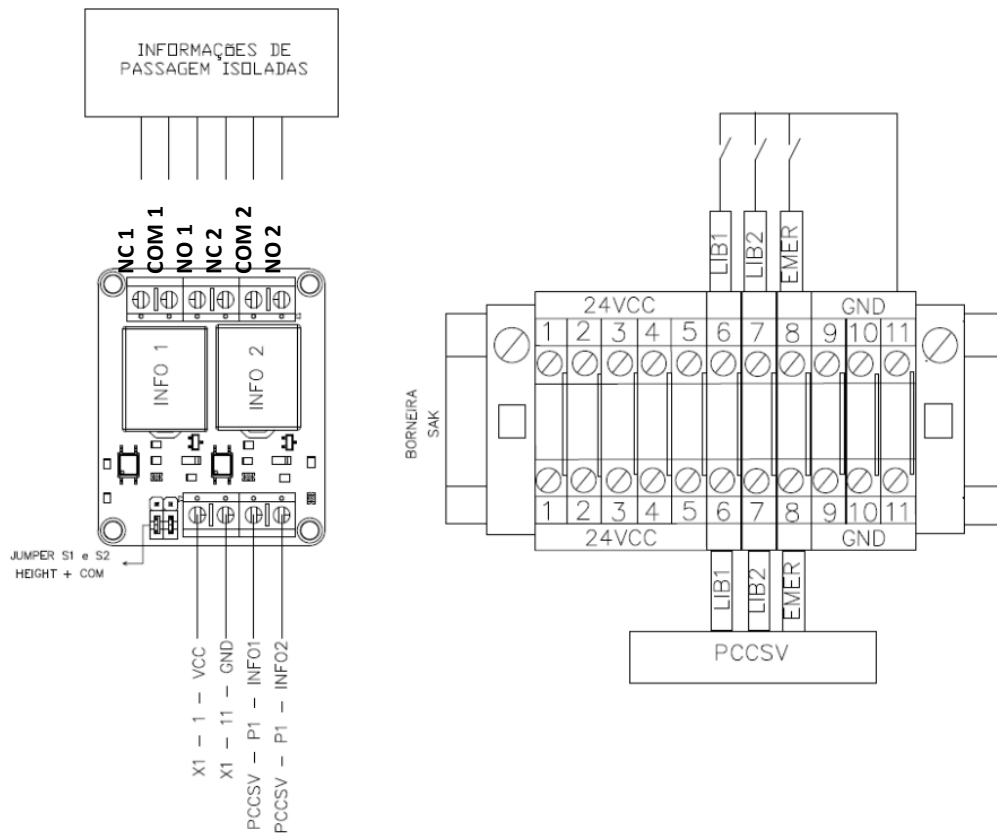 INFORMAÇÕES DE
PASSAGEM ISOLADAS
NC 1
COM 1
NO 1
NC 2
COM 2
NO 2
INFO 1
INFO 2
JUMPER S1 e S2
HEIGHT + COM
X1 - 1 - VCC
X1 - 11 - GND
PCCSV - P1 - INFO1
PCCSV - P1 - INFO2
LIB1
LIB2
EMER
24VCC
GND
1 2 3 4 5 6 7 8 9 10 11
BORNEIRA
SAK
1 2 3 4 5 6 7 8 9 10 11
24VCC
GND
LIB1
LIB2
EMER
PCCSV